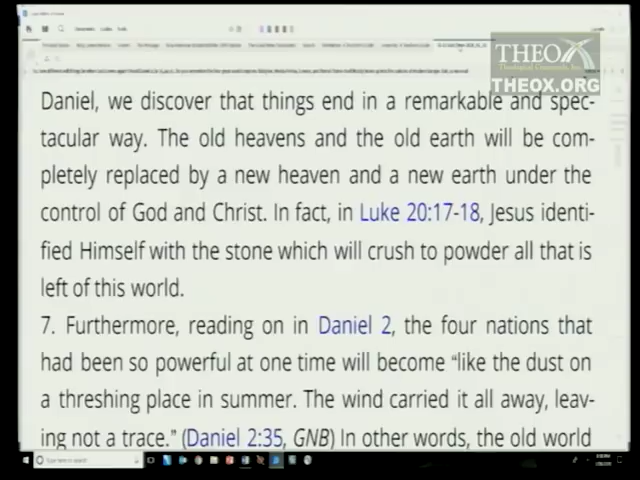 THEOX
THEOX.ORG
Daniel, we discover that things end in a remarkable and spec-
tacular way. The old heavens and the old earth will be com-
pletely replaced by a new heaven and a new earth under the
control of God and Christ. In fact, in Luke 20:17-18, Jesus identi-
fied Himself with the stone which will crush to powder all that is
left of this world.
7. Furthermore, reading on in Daniel 2, the four nations that
had been so powerful at one time will become “like the dust on
a threshing place in summer. The wind carried it all away, leav-
ing not a trace.” (Daniel 2:35, GNB) In other words, the old world